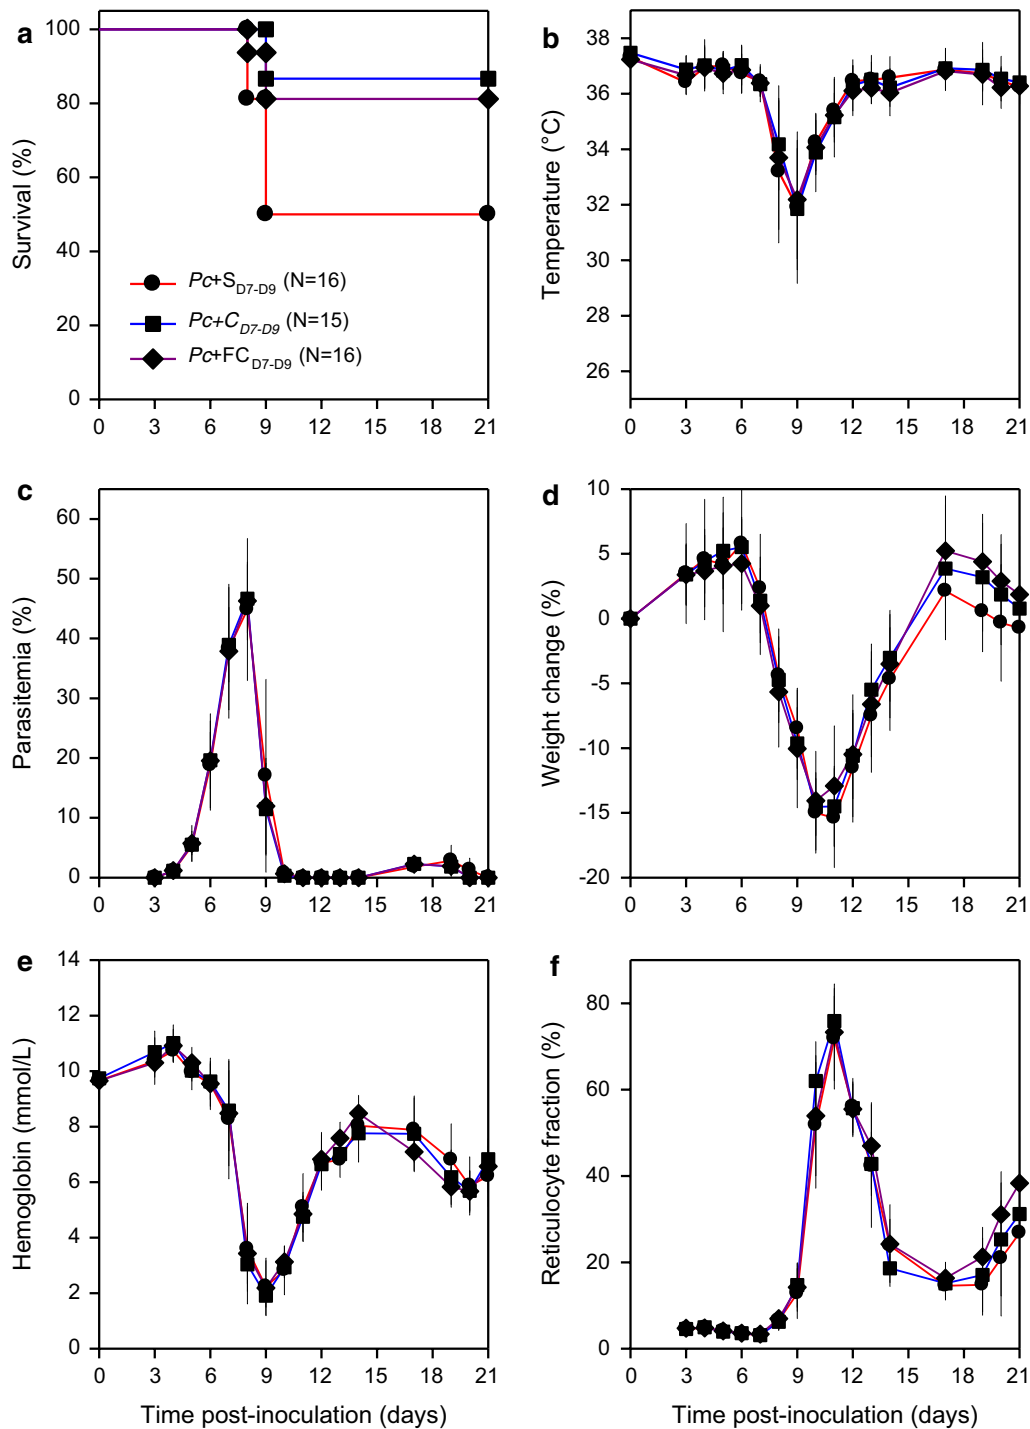 a
100
80
60
40
20
0
Survival (%)
Pc+S D7-D9 (N=16)
Pc+C D7-D9 (N=15)
Pc+FC D7-D9 (N=16)
0 3 6 9 12 15 18 21
b
38
36
34
32
30
28
26
Temperature (°C)
0 3 6 9 12 15 18 21
c
60
50
40
30
20
10
0
Parasitemia (%)
0 3 6 9 12 15 18 21
d
10
5
0
-5
-10
-15
-20
Weight change (%)
0 3 6 9 12 15 18 21
e
14
12
10
8
6
4
2
0
Hemoglobin (mmol/L)
0 3 6 9 12 15 18 21
Time post-inoculation (days)
f
80
60
40
20
0
Reticulocyte fraction (%)
0 3 6 9 12 15 18 21
Time post-inoculation (days)